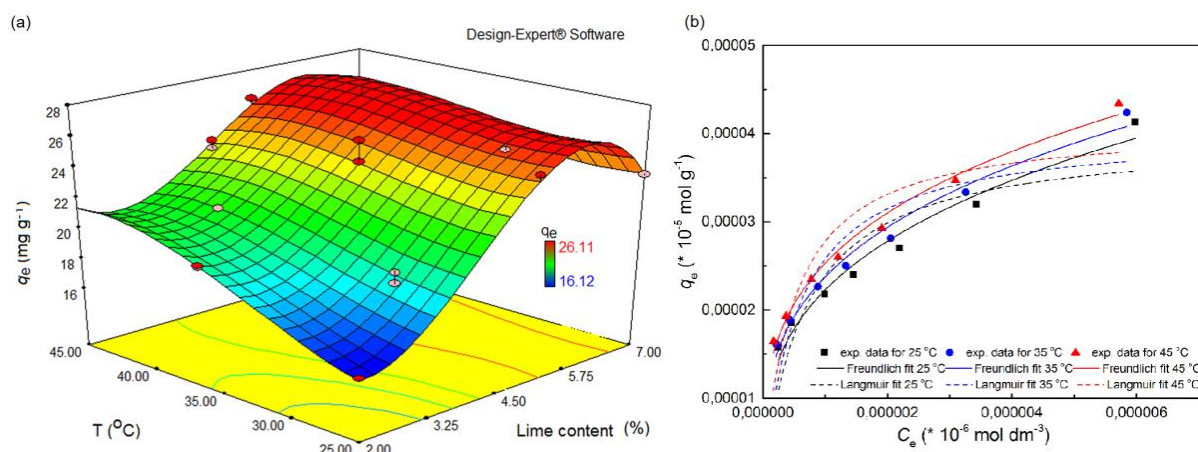 (a)
Design-Expert® Software
28
26
24
22
20
18
16
qe (mg g-1)
qe
26.11
16.12
45.00
40.00
35.00
30.00
25.00
T (OC)
7.00
5.75
4.50
3.25
2.00
Lime content (%)
(b)
0,00005
0,00004
0,00003
0,00002
0,00001
qe (* 10-5 mol g-1)
exp. data for 25 °C exp. data for 35 °C exp. data for 45 °C
Freundlich fit 25 °C Freundlich fit 35 °C Freundlich fit 45 °C
Langmuir fit 25 °C Langmuir fit 35 °C Langmuir fit 45 °C
0,000000 0,000002 0,000004 0,000006
Ce (* 10-6 mol dm-3)